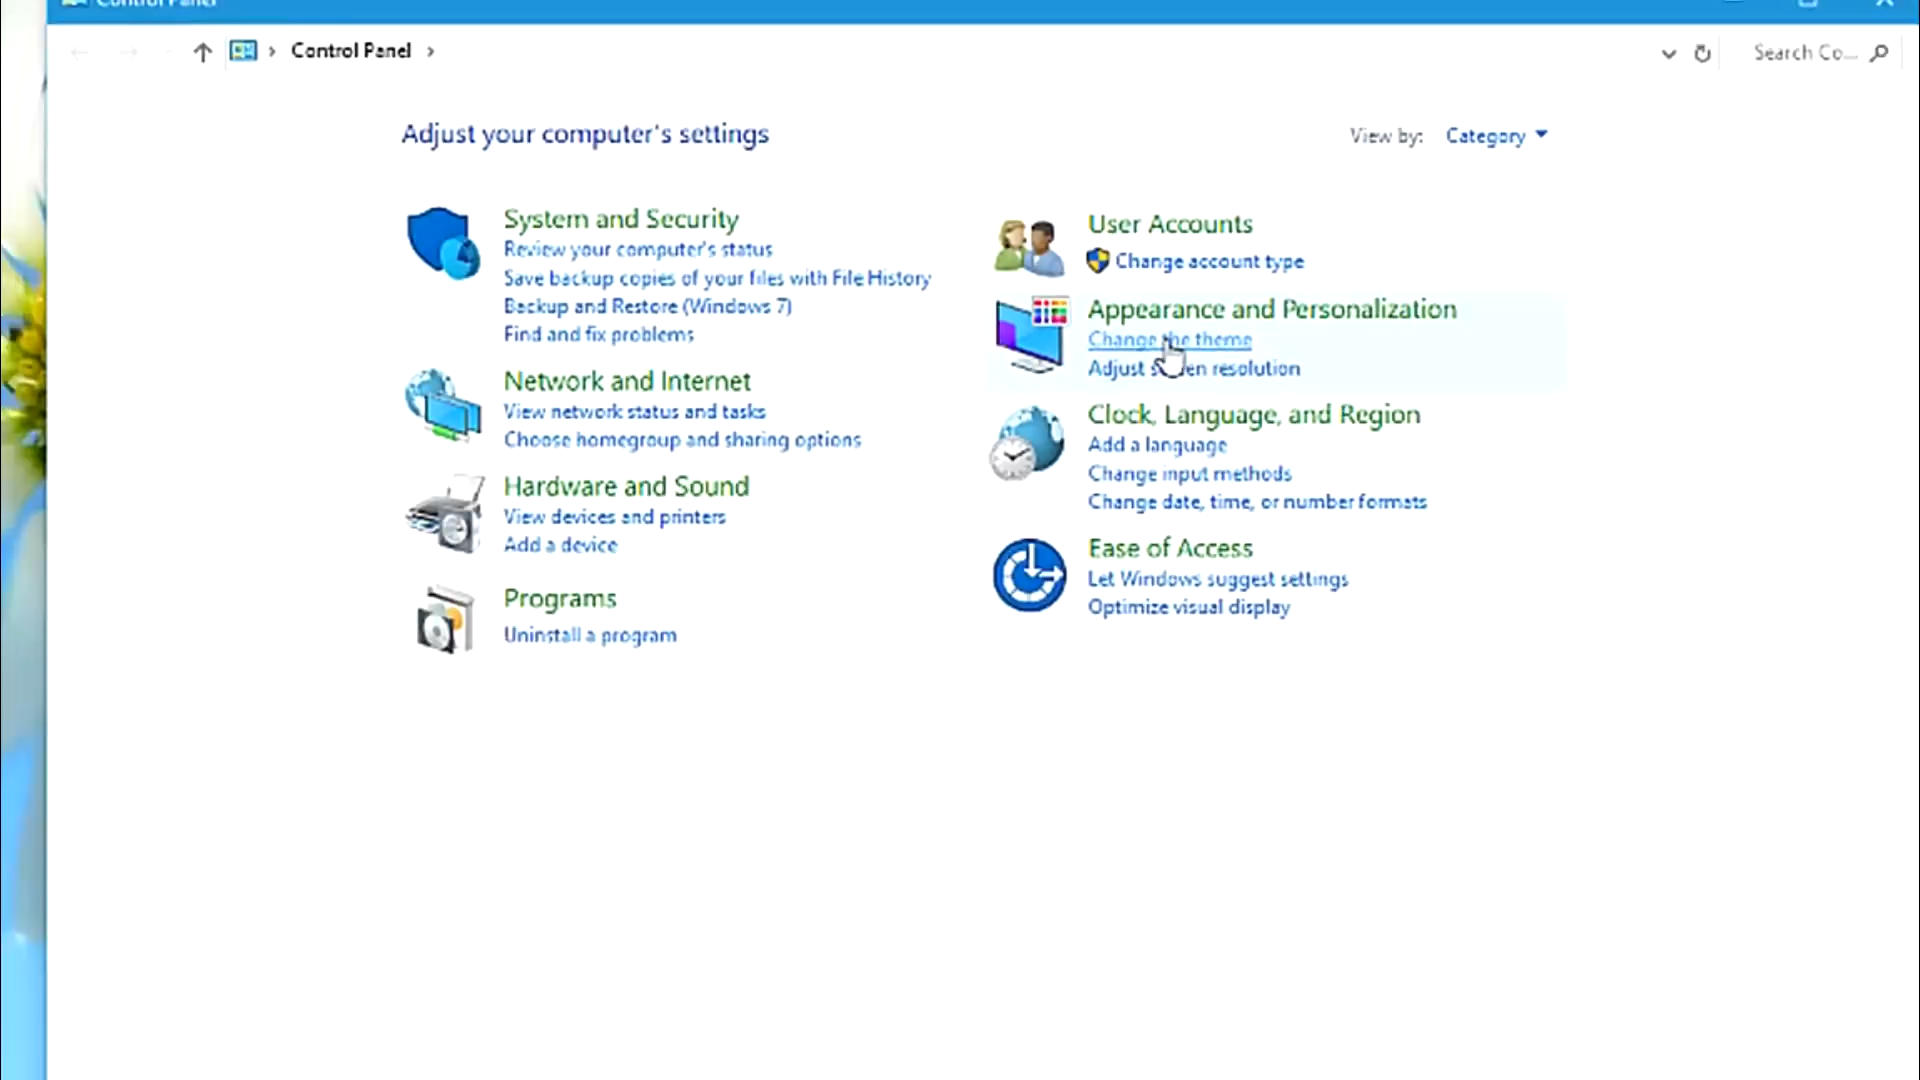 Control Panel
Control Panel
Search Co...
Adjust your computer's settings
View by: Category
System and Security
Review your computer's status
Save backup copies of your files with File History
Backup and Restore (Windows 7)
Find and fix problems
Network and Internet
View network status and tasks
Choose homegroup and sharing options
Hardware and Sound
View devices and printers
Add a device
Programs
Uninstall a program
User Accounts
Change account type
Appearance and Personalization
Change the theme
Adjust screen resolution
Clock, Language, and Region
Add a language
Change input methods
Change date, time, or number formats
Ease of Access
Let Windows suggest settings
Optimize visual display